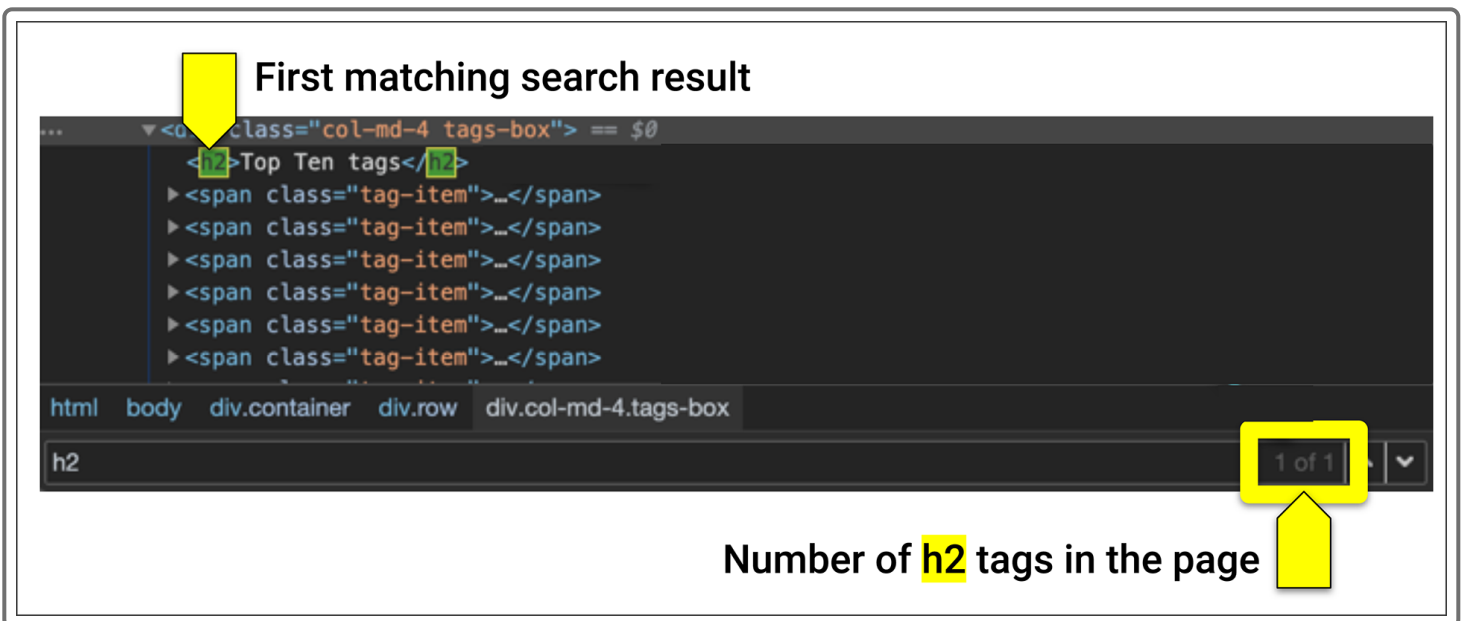 First matching search result
... ▼<d class="col-md-4 tags-box"> == $0
<h2>Top Ten tags</h2>
▶<span class="tag-item">…</span>
▶<span class="tag-item">…</span>
▶<span class="tag-item">…</span>
▶<span class="tag-item">…</span>
▶<span class="tag-item">…</span>
▶<span class="tag-item">…</span>
html body div.container div.row div.col-md-4.tags-box
h2 1 of 1
Number of h2 tags in the page